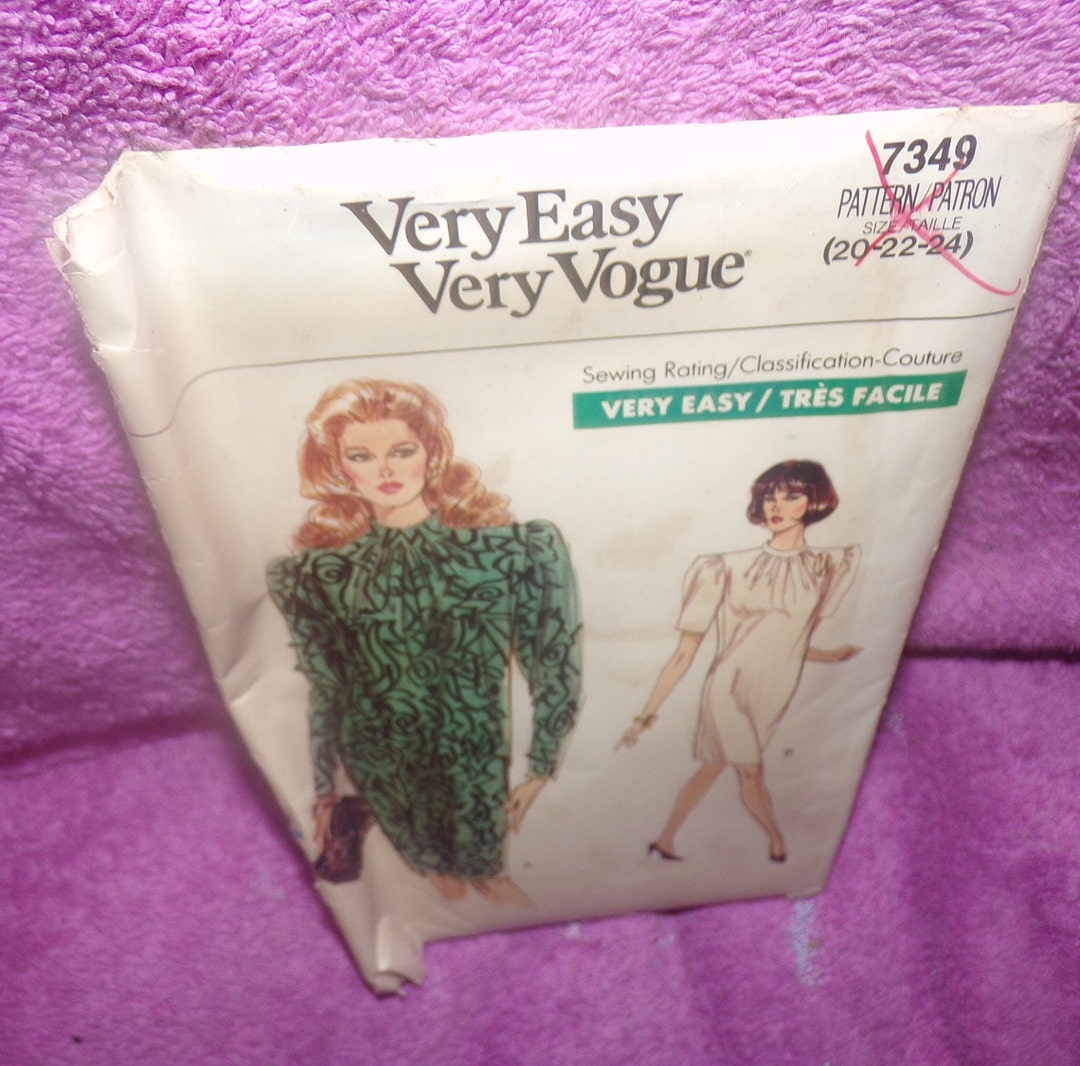 Very Easy
Very Vogue®
7349
PATTERN/PATRON
SIZE/TAILLE
(20-22-24)
Sewing Rating/Classification-Couture
VERY EASY / TRÈS FACILE